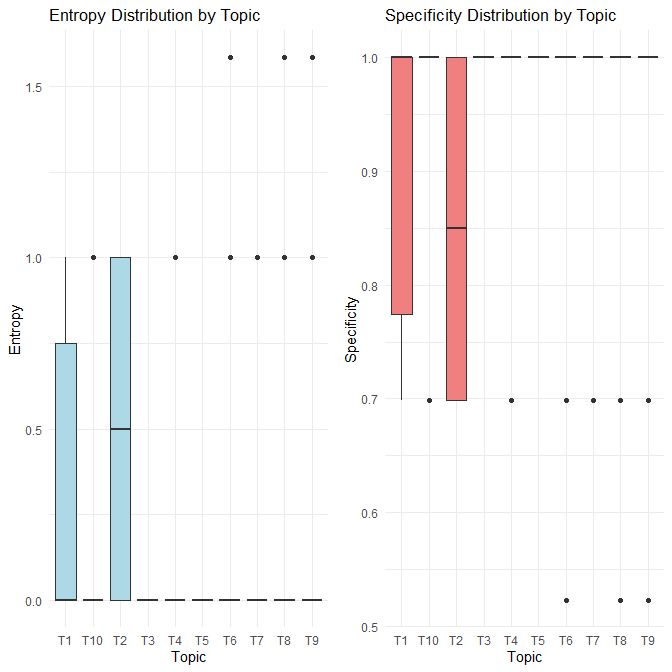 Entropy Distribution by Topic
1.5
1.0
0.5
0.0
Entropy
T1 T10 T2 T3 T4 T5 T6 T7 T8 T9
Topic
Specificity Distribution by Topic
1.0
0.9
0.8
0.7
0.6
0.5
Specificity
T1 T10 T2 T3 T4 T5 T6 T7 T8 T9
Topic